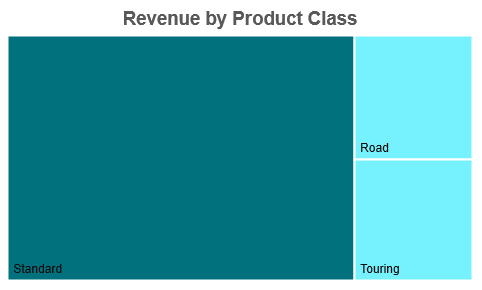 Revenue by Product Class
Road
Standard
Touring